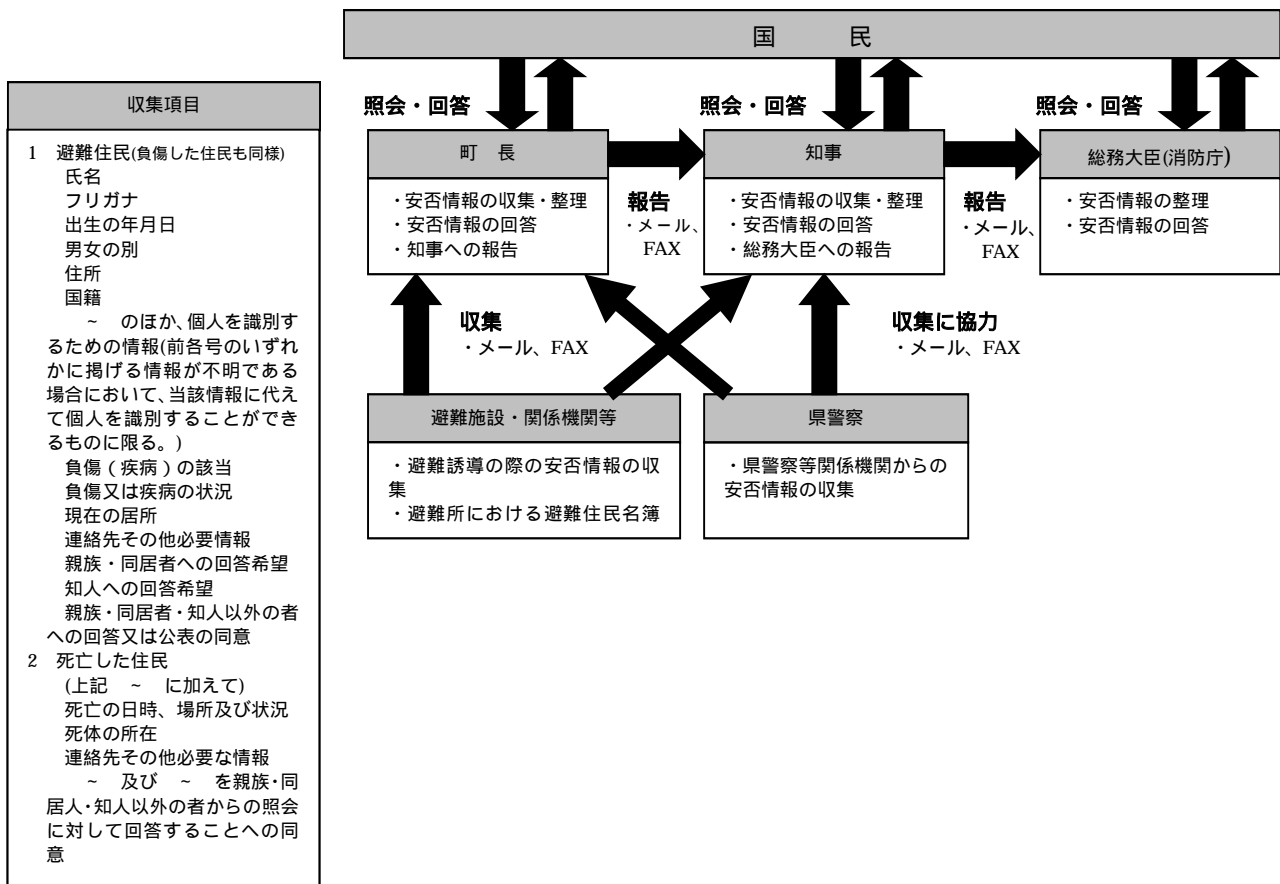 国 民
照会・回答
照会・回答
照会・回答
町 長
・安否情報の収集・整理
・安否情報の回答
・知事への報告
報告
・メール、
FAX
知事
・安否情報の収集・整理
・安否情報の回答
・総務大臣への報告
報告
・メール、
FAX
総務大臣(消防庁)
・安否情報の整理
・安否情報の回答
収集
・メール、FAX
収集に協力
・メール、FAX
避難施設・関係機関等
・避難誘導の際の安否情報の収
集
・避難所における避難住民名簿
県警察
・県警察等関係機関からの
安否情報の収集
収集項目
1 避難住民(負傷した住民も同様)
氏名
フリガナ
出生の年月日
男女の別
住所
国籍
~ のほか、個人を識別す
るための情報(前各号のいずれ
かに掲げる情報が不明である
場合において、当該情報に代え
て個人を識別することができ
るものに限る。)
負傷(疾病)の該当
負傷又は疾病の状況
現在の居所
連絡先その他必要情報
親族・同居者への回答希望
知人への回答希望
親族・同居者・知人以外の者
への回答又は公表の同意
2 死亡した住民
(上記 ~ に加えて)
死亡の日時、場所及び状況
死体の所在
連絡先その他必要な情報
~ 及び ~ を親族・同
居人・知人以外の者からの照会
に対して回答することへの同
意